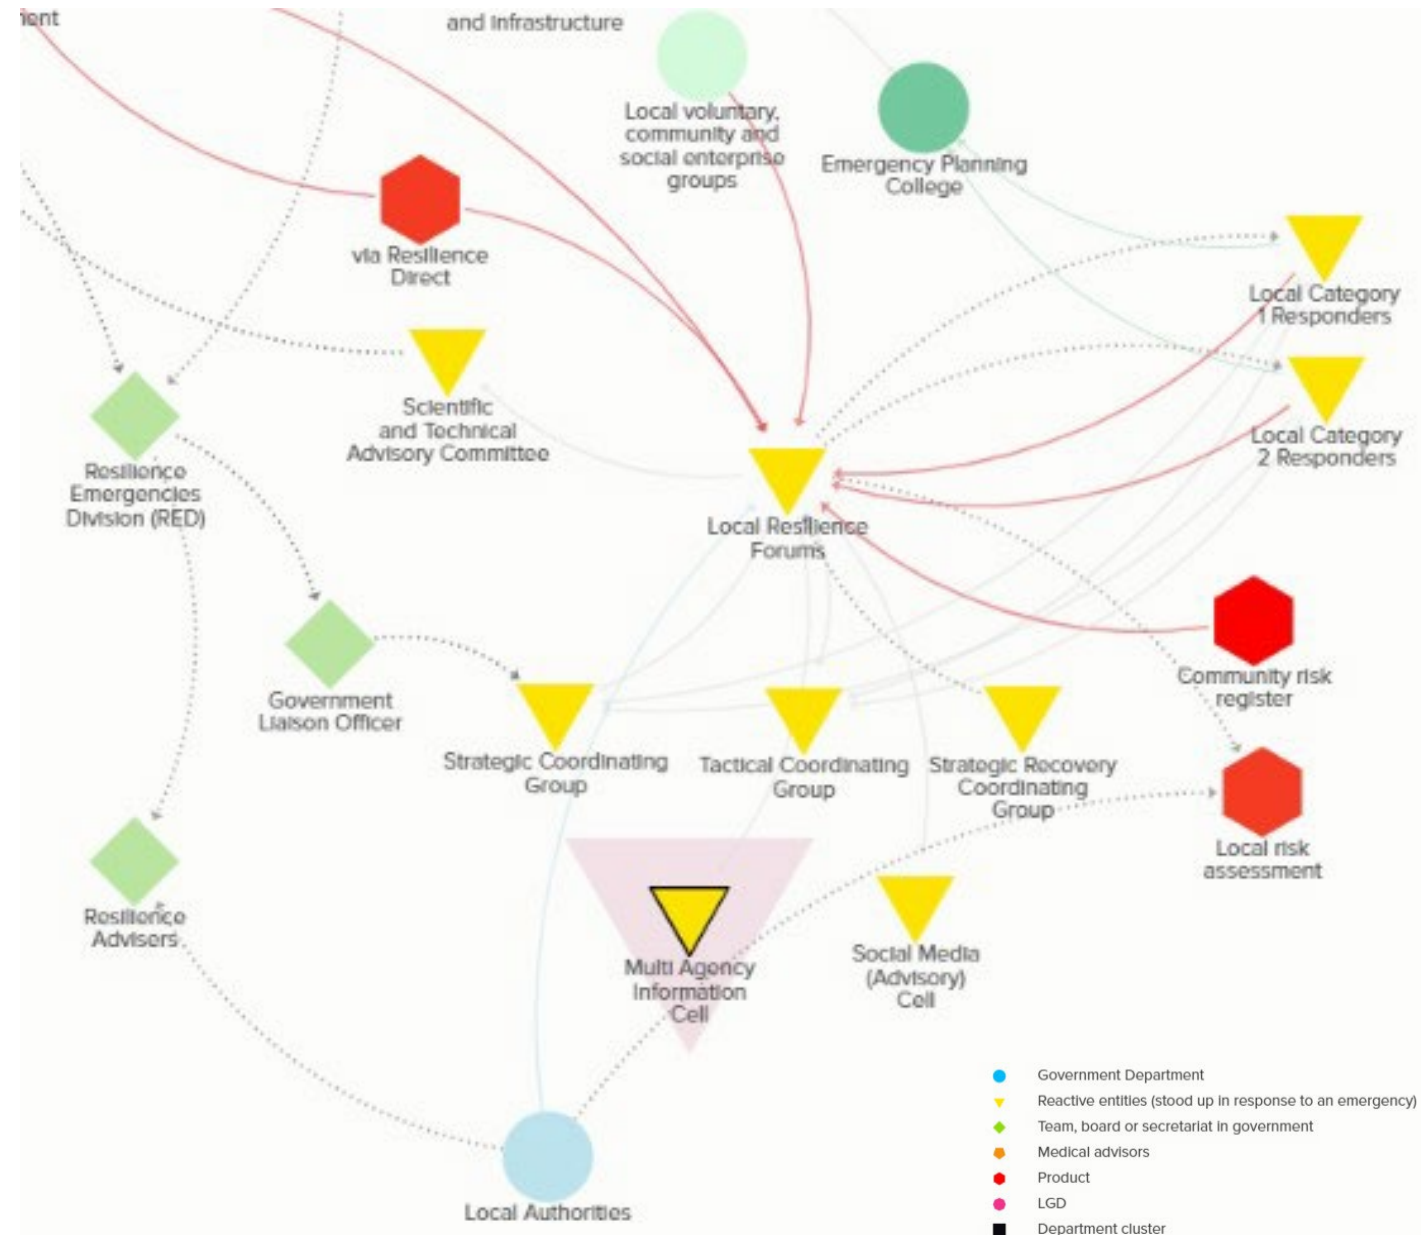 and Infrastructure
Local voluntary,
community and
social enterprise
groups
Emergency Planning
College
via Resilience
Direct
Local Category
1 Responders
Scientific
and Technical
Advisory Committee
Local Category
2 Responders
Resilience
Emergencies
Division (RED)
Local Resilience
Forums
Government
Liaison Officer
Community risk
register
Strategic Coordinating
Group
Tactical Coordinating
Group
Strategic Recovery
Coordinating
Group
Local risk
assessment
Resilience
Advisers
Multi Agency
Information
Cell
Social Media
(Advisory)
Cell
Local Authorities
Government Department
Reactive entities (stood up in response to an emergency)
Team, board or secretariat in government
Medical advisors
Product
LGD
Department cluster